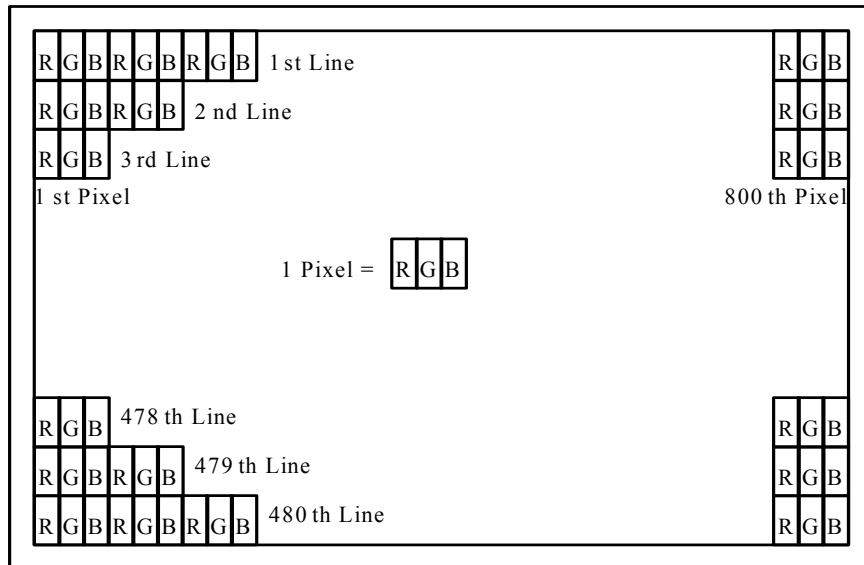 R G B R G B R G B 1 st Line R G B
R G B R G B 2 nd Line R G B
R G B 3 rd Line R G B
1 st Pixel 800 th Pixel
1 Pixel = R G B
R G B 478 th Line R G B
R G B R G B 479 th Line R G B
R G B R G B R G B 480 th Line R G B